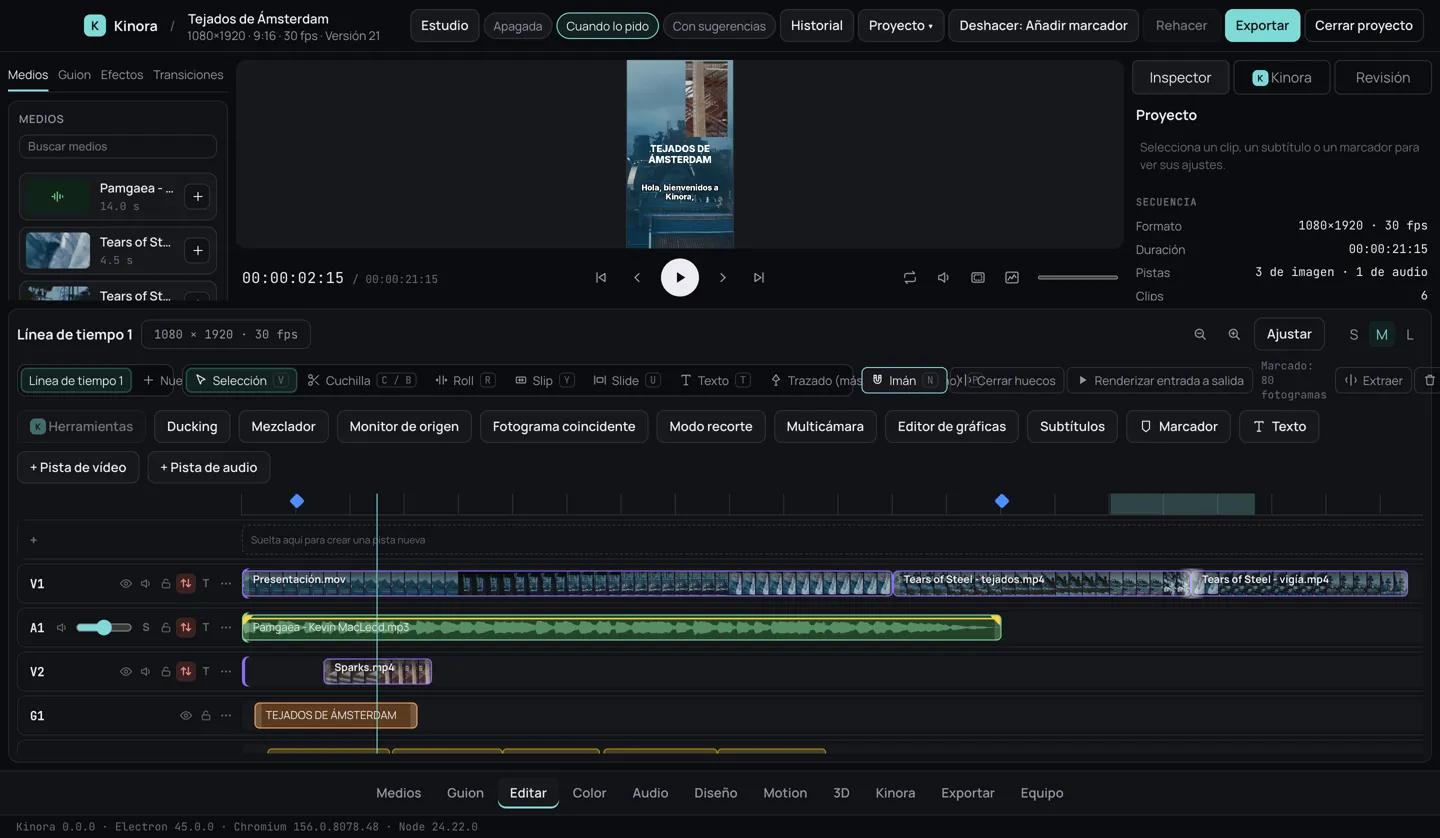 K Kinora / Tejados de Ámsterdam
1080×1920 · 9:16 · 30 fps · Versión 21
Estudio Apagada Cuando lo pido Con sugerencias Historial Proyecto ▾ Deshacer: Añadir marcador Rehacer Exportar Cerrar proyecto
Medios Guion Efectos Transiciones
MEDIOS
Buscar medios
Pamgaea - ...
14.0 s
Tears of St...
4.5 s
Tears of St...
TEJADOS DE
ÁMSTERDAM
Hola, bienvenidos a
Kinora,
00:00:02:15 / 00:00:21:15
Inspector K Kinora Revisión
Proyecto
Selecciona un clip, un subtítulo o un marcador para
ver sus ajustes.
SECUENCIA
Formato 1080×1920 · 30 fps
Duración 00:00:21:15
Pistas 3 de imagen · 1 de audio
Clips 6
Línea de tiempo 1 1080 × 1920 · 30 fps
Ajustar S M L
Línea de tiempo 1 + Nue Selección V Cuchilla C / B Roll R Slip Y Slide U Texto T Trazado (más Imán N Cerrar huecos Renderizar entrada a salida Marcado:
80
fotogramas
Extraer
K Herramientas Ducking Mezclador Monitor de origen Fotograma coincidente Modo recorte Multicámara Editor de gráficas Subtítulos Marcador Texto
+ Pista de vídeo + Pista de audio
+ Suelta aquí para crear una pista nueva
V1 T ··· Presentación.mov Tears of Steel - tejados.mp4 Tears of Steel - vigía.mp4
A1 S T ··· Pamgaea - Kevin MacLeod.mp3
V2 T ··· Sparks.mp4
G1 ··· TEJADOS DE ÁMSTERDAM
Medios Guion Editar Color Audio Diseño Motion 3D Kinora Exportar Equipo
Kinora 0.0.0 · Electron 45.0.0 · Chromium 156.0.8078.48 · Node 24.22.0